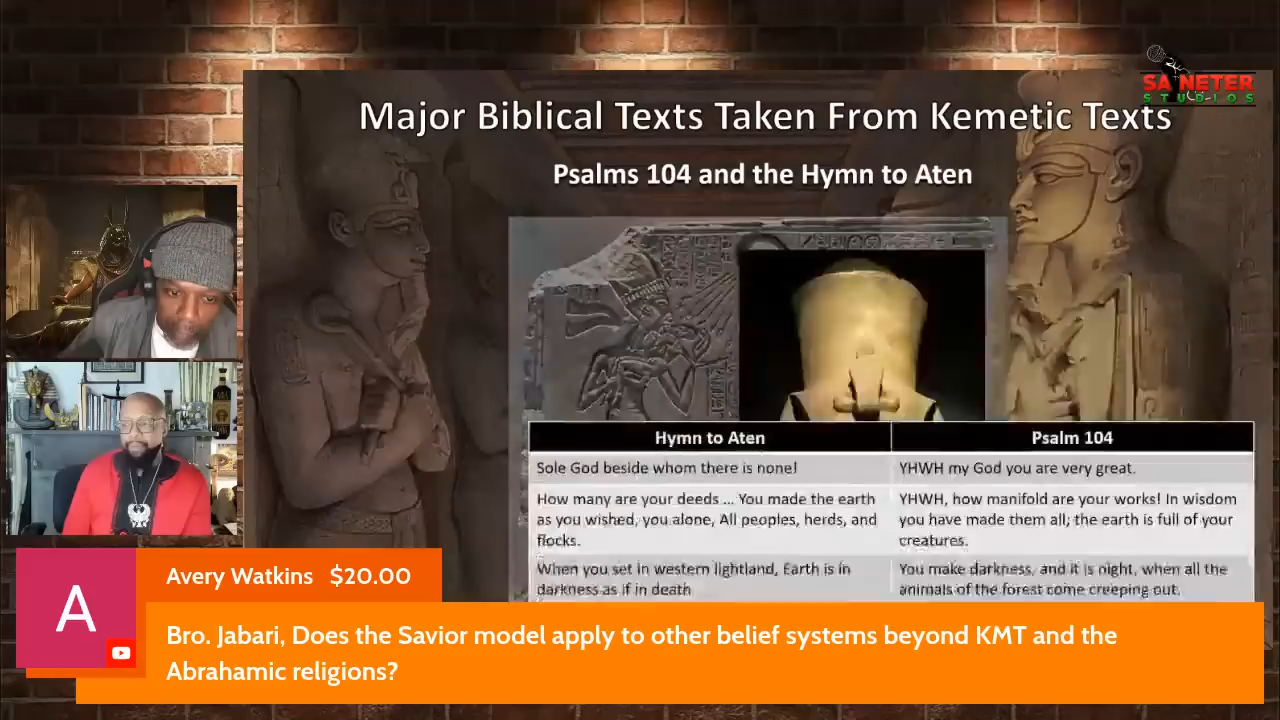 SA NETER
STUDIOS
Major Biblical Texts Taken From Kemetic Texts
Psalms 104 and the Hymn to Aten
Hymn to Aten
Psalm 104
Sole God beside whom there is none!
YHWH my God you are very great.
How many are your deeds ... You made the earth
as you wished, you alone, All peoples, herds, and
flocks.
YHWH, how manifold are your works! In wisdom
you have made them all; the earth is full of your
creatures.
When you set in western lightland, Earth is in
darkness as if in death
You make darkness, and it is night, when all the
animals of the forest come creeping out.
A
Avery Watkins $20.00
Bro. Jabari, Does the Savior model apply to other belief systems beyond KMT and the
Abrahamic religions?